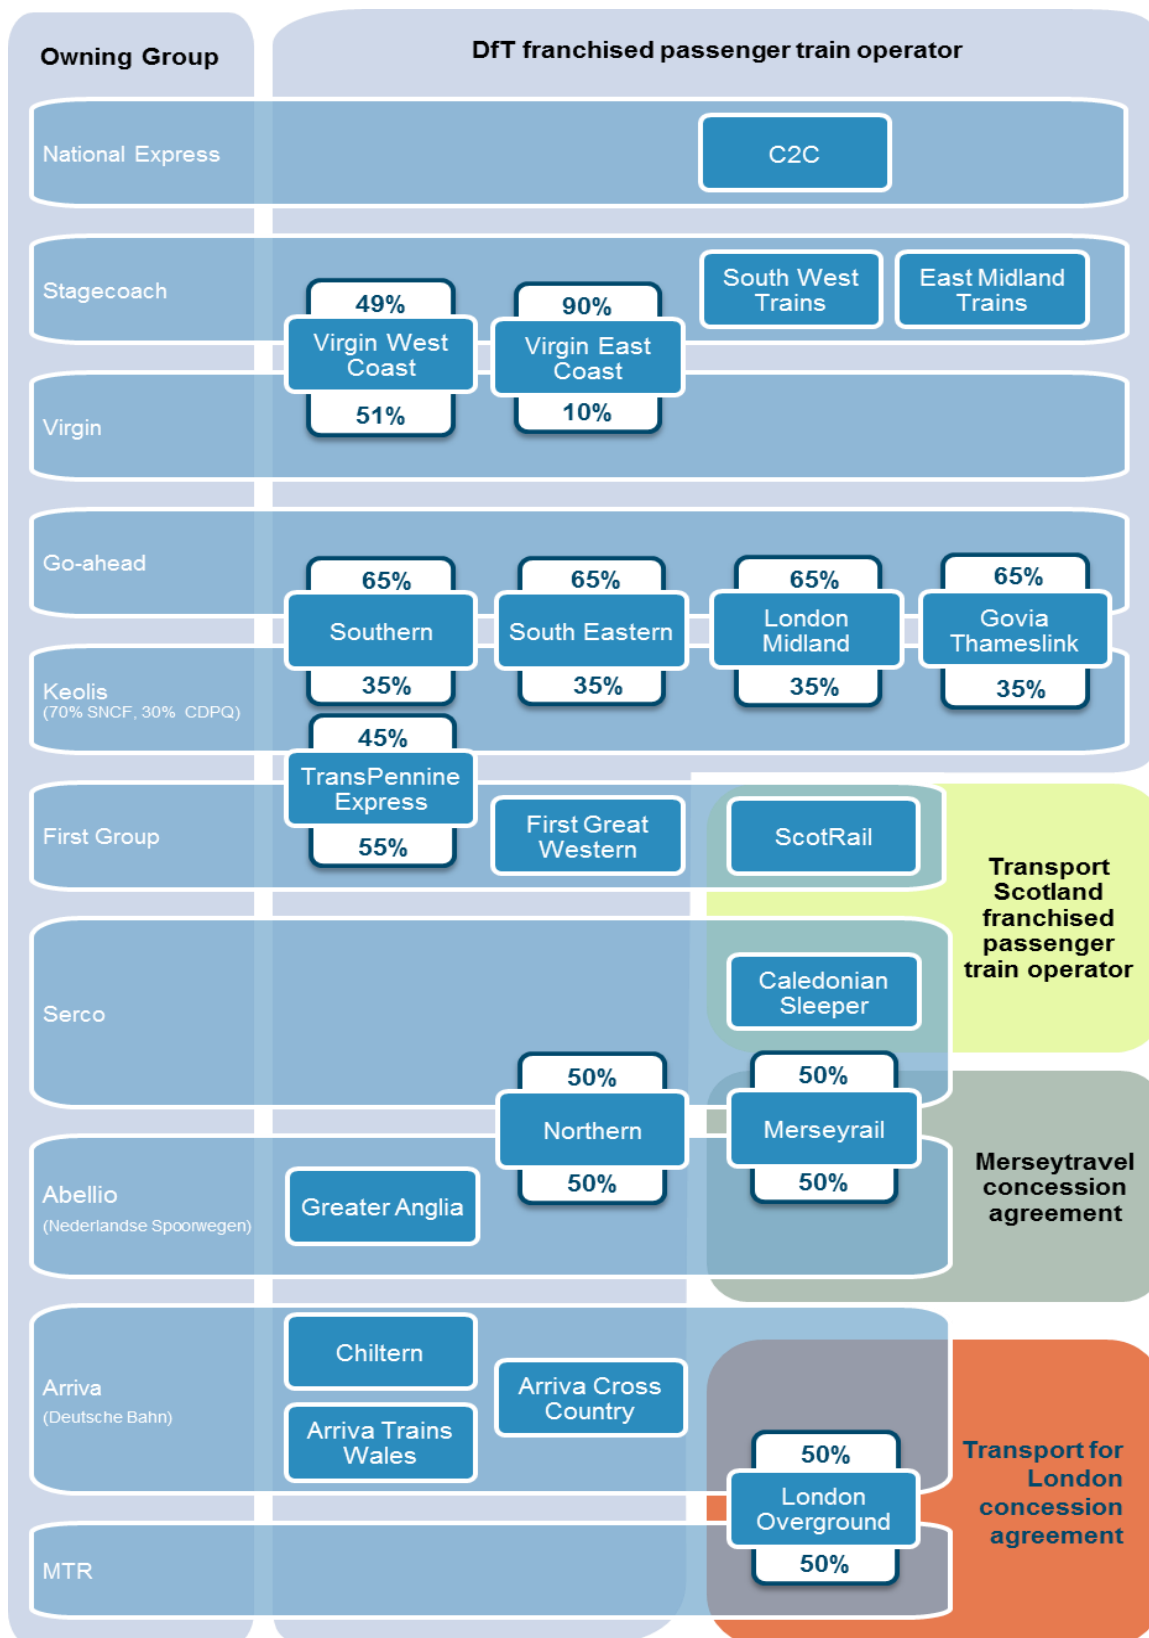 Owning Group
DfT franchised passenger train operator
National Express
C2C
Stagecoach
49%
90%
South West
Trains
East Midland
Trains
Virgin West
Coast
Virgin East
Coast
Virgin
51%
10%
Go-ahead
65%
65%
65%
65%
Southern
South Eastern
London
Midland
Govia
Thameslink
Keolis
(70% SNCF, 30% CDPQ)
35%
35%
35%
35%
45%
TransPennine
Express
First Group
55%
First Great
Western
ScotRail
Transport
Scotland
franchised
passenger
train operator
Serco
Caledonian
Sleeper
50%
50%
Northern
Merseyrail
50%
50%
Merseytravel
concession
agreement
Abellio
(Nederlandse Spoorwegen)
Greater Anglia
Arriva
(Deutsche Bahn)
Chiltern
Arriva Cross
Country
Arriva Trains
Wales
50%
London
Overground
50%
Transport for
London
concession
agreement
MTR